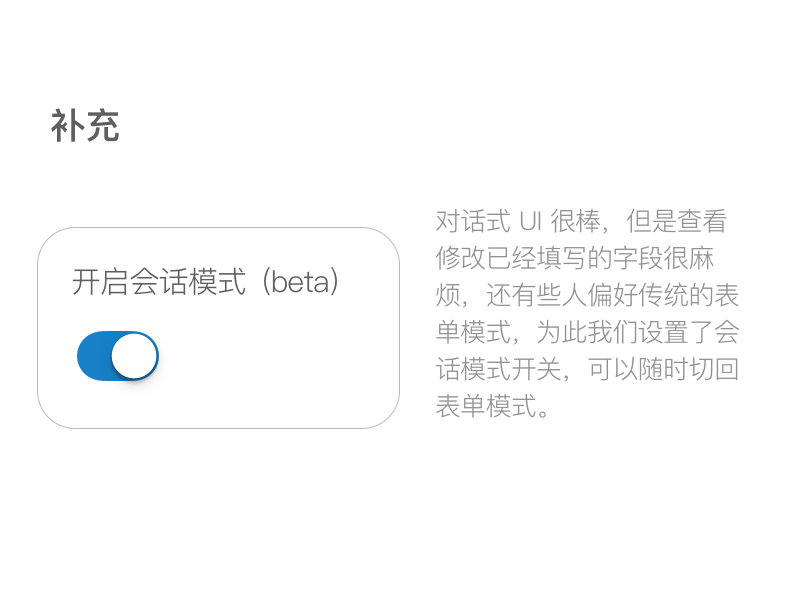 补充
开启会话模式（beta）
对话式 UI 很棒，但是查看
修改已经填写的字段很麻
烦，还有些人偏好传统的表
单模式，为此我们设置了会
话模式开关，可以随时切回
表单模式。